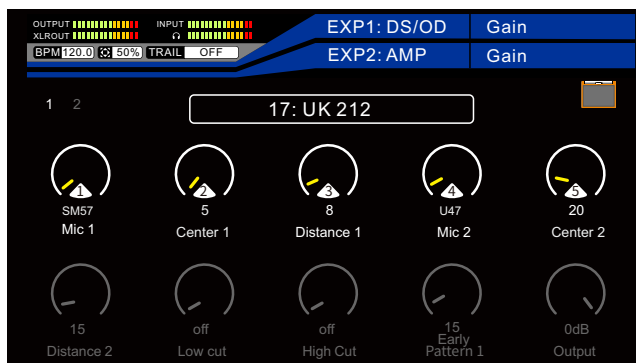 OUTPUT INPUT EXP1: DS/OD Gain
XLROUT
BPM 120.0 50% TRAIL OFF EXP2: AMP Gain
1 2 17: UK 212
1 2 3 4 5
SM57 5 8 U47 20
Mic 1 Center 1 Distance 1 Mic 2 Center 2
15 off off 15 0dB
Early
Distance 2 Low cut High Cut Pattern 1 Output